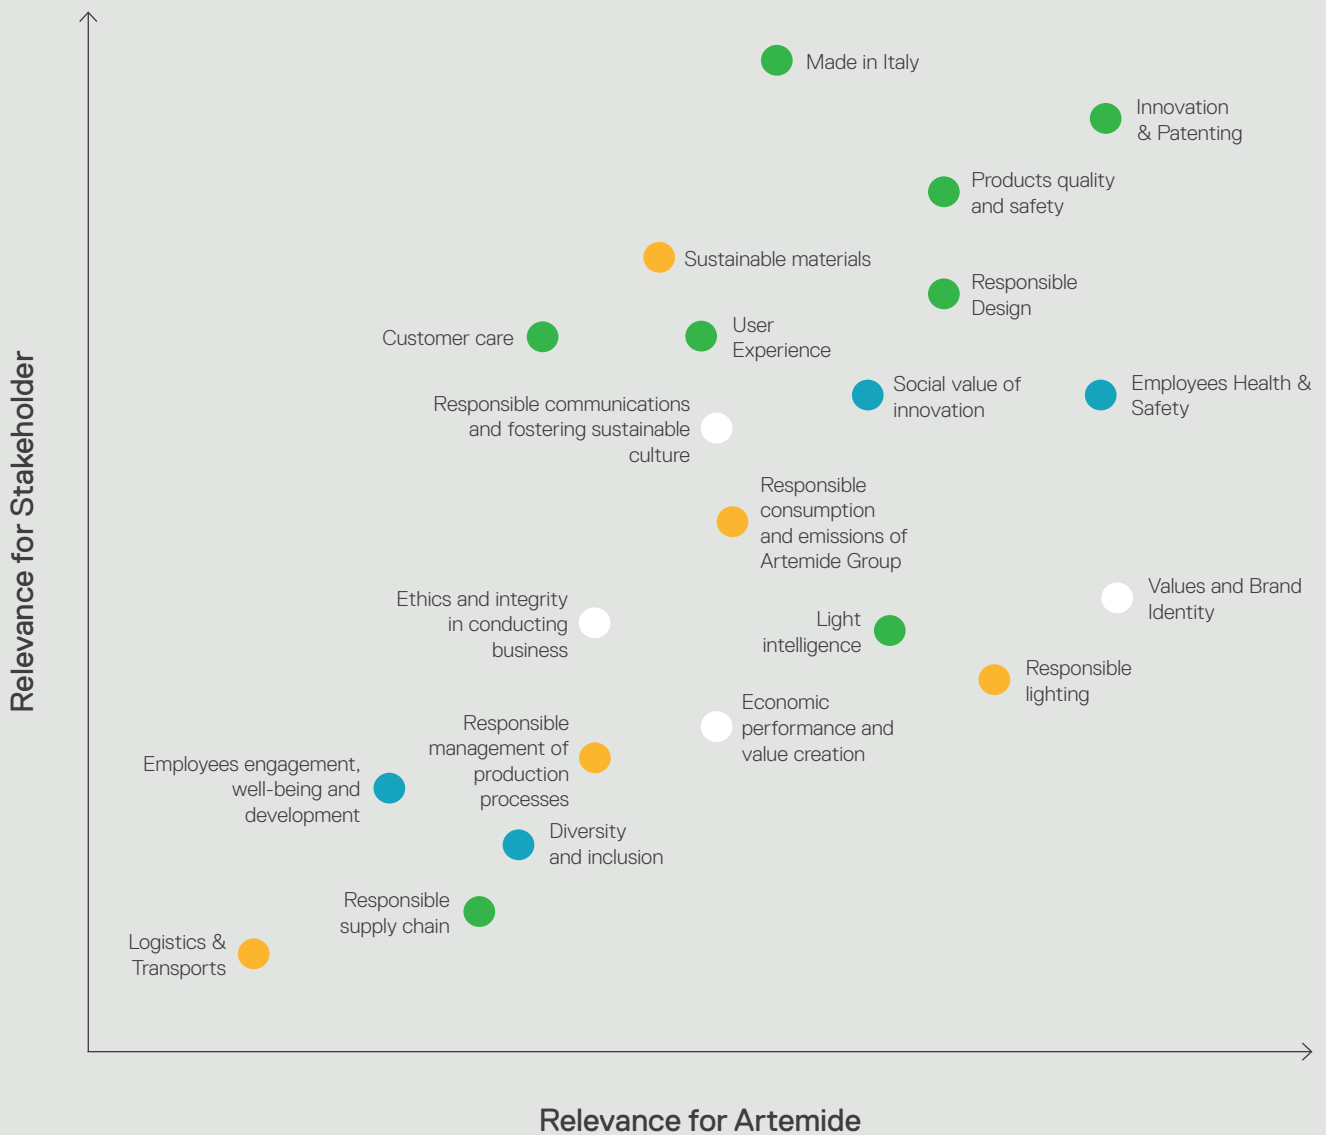 Made in Italy
Innovation
& Patenting
Products quality
and safety
Sustainable materials
Responsible
Design
Customer care
User
Experience
Social value of
innovation
Employees Health &
Safety
Responsible communications
and fostering sustainable
culture
Responsible
consumption
and emissions of
Artemide Group
Values and Brand
Identity
Ethics and integrity
in conducting
business
Light
intelligence
Responsible
lighting
Economic
performance and
value creation
Responsible
management of
production
processes
Employees engagement,
well-being and
development
Diversity
and inclusion
Responsible
supply chain
Logistics &
Transports
Relevance for Stakeholder
Relevance for Artemide